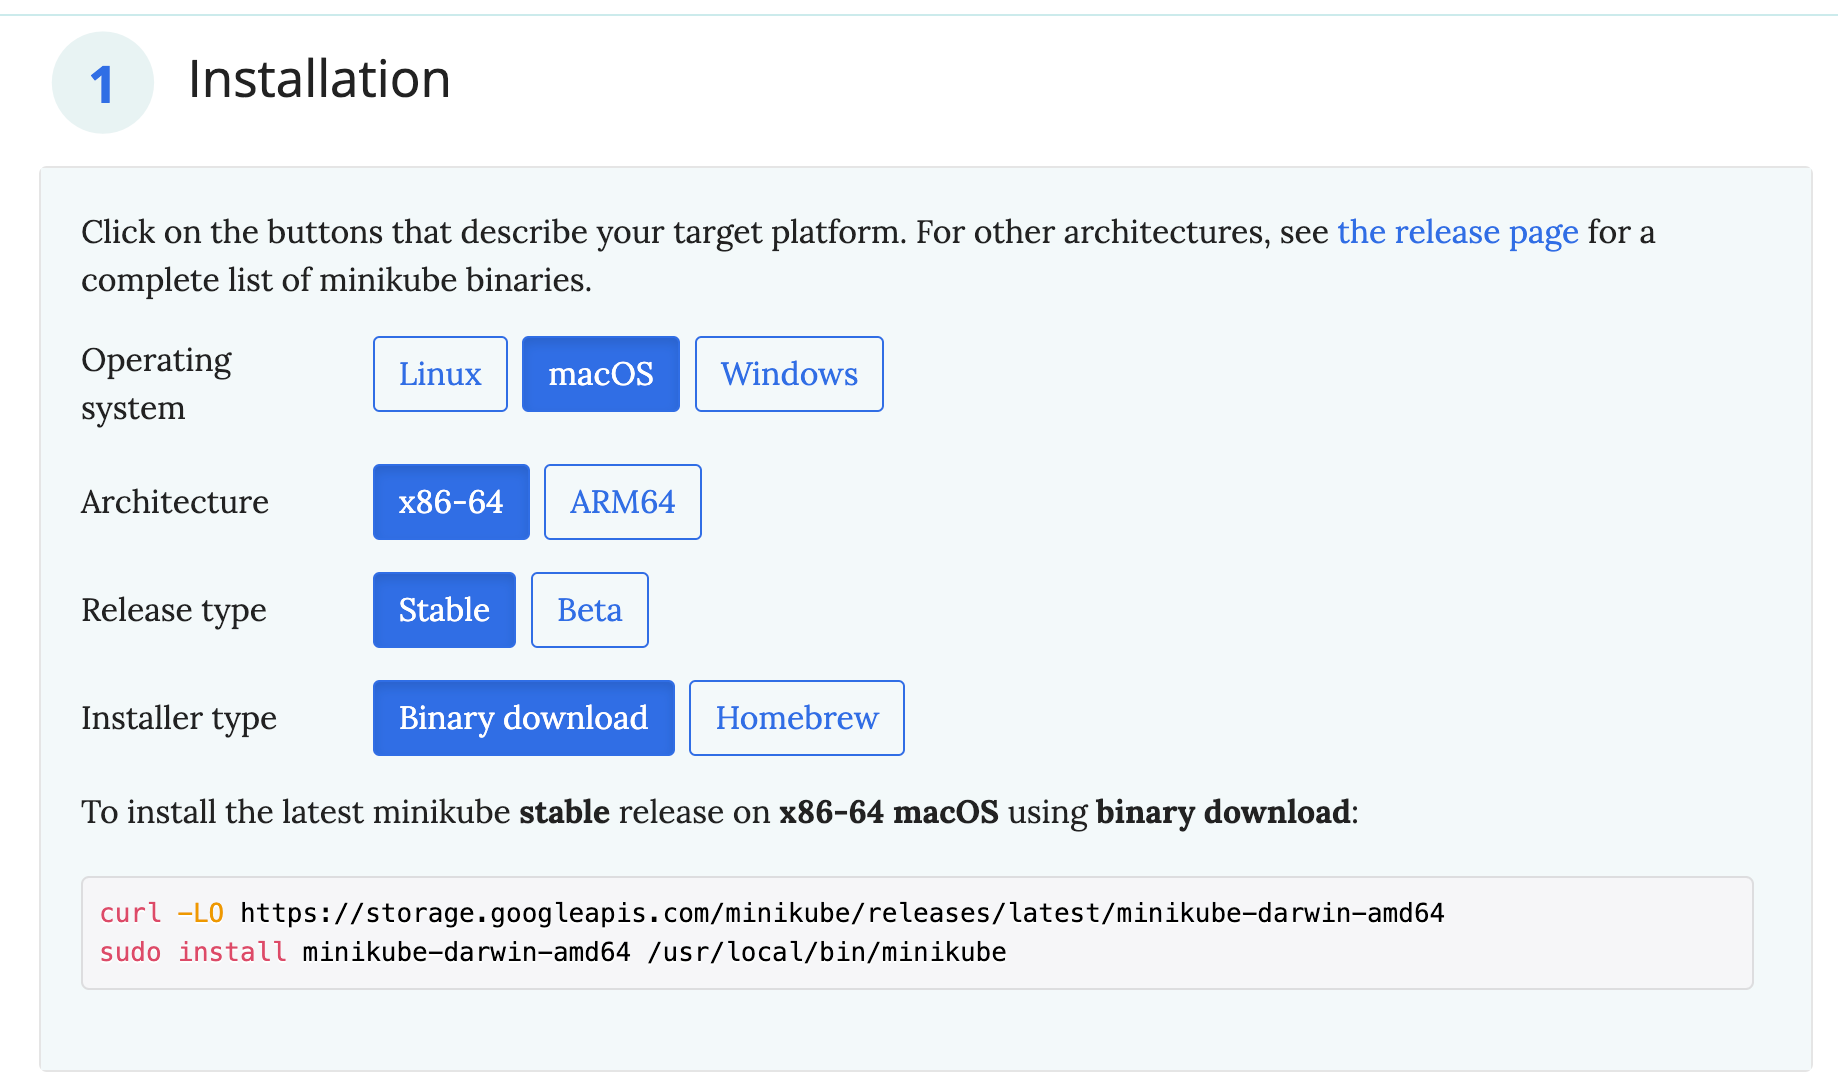 1 Installation
Click on the buttons that describe your target platform. For other architectures, see the release page for a
complete list of minikube binaries.
Operating
system
Linux macOS Windows
Architecture x86-64 ARM64
Release type Stable Beta
Installer type Binary download Homebrew
To install the latest minikube stable release on x86-64 macOS using binary download:
curl -LO https://storage.googleapis.com/minikube/releases/latest/minikube-darwin-amd64
sudo install minikube-darwin-amd64 /usr/local/bin/minikube